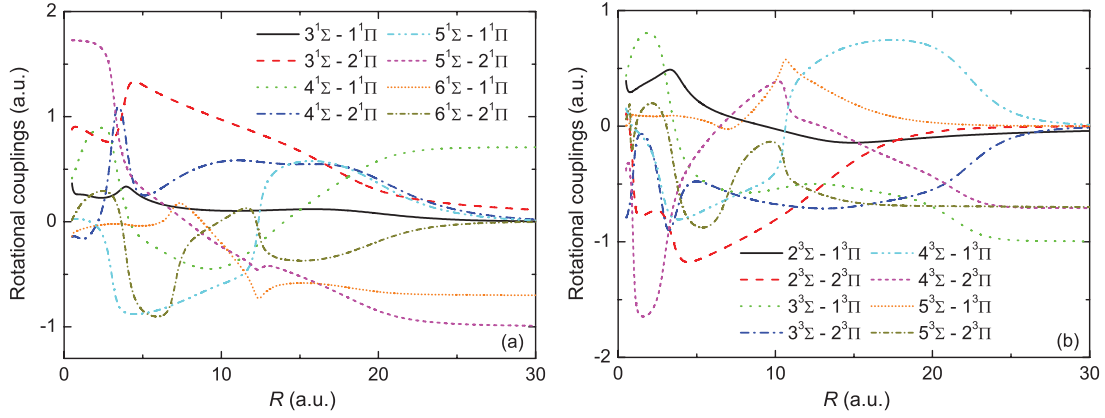 Rotational couplings (a.u.)
2
1
0
-1
0 10 20 30
R (a.u.)
3¹Σ - 1¹Π
3¹Σ - 2¹Π
4¹Σ - 1¹Π
4¹Σ - 2¹Π
5¹Σ - 1¹Π
5¹Σ - 2¹Π
6¹Σ - 1¹Π
6¹Σ - 2¹Π
(a)
Rotational couplings (a.u.)
1
0
-1
-2
0 10 20 30
R (a.u.)
2³Σ - 1³Π
2³Σ - 2³Π
3³Σ - 1³Π
3³Σ - 2³Π
4³Σ - 1³Π
4³Σ - 2³Π
5³Σ - 1³Π
5³Σ - 2³Π
(b)